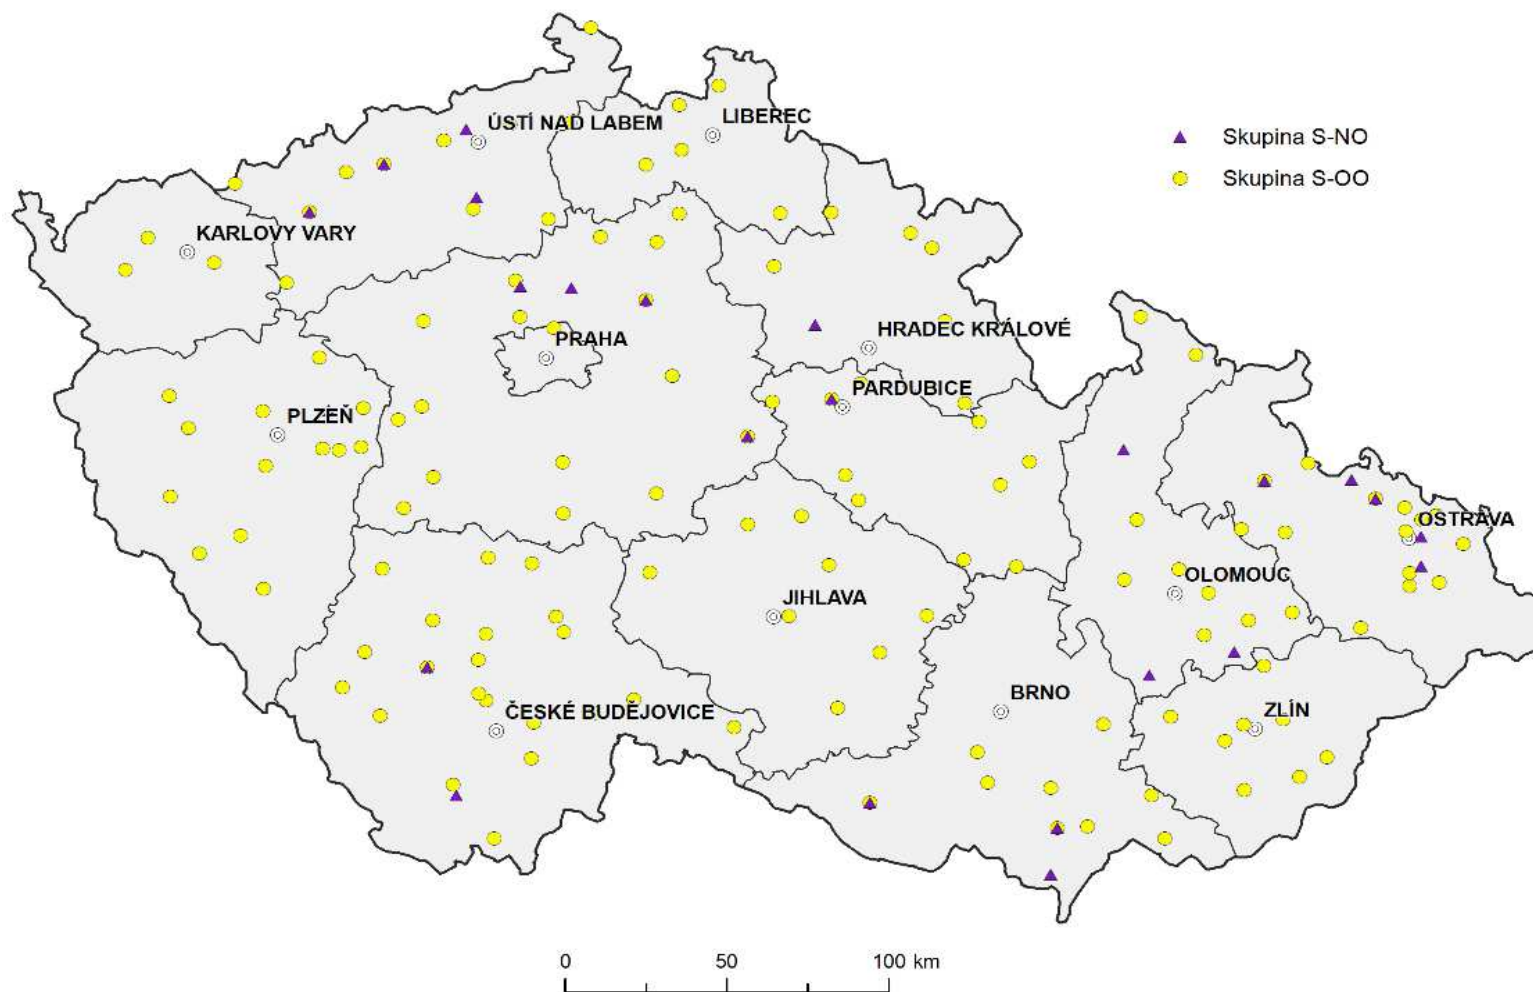 ÚSTÍ NAD LABEM
LIBEREC
Skupina S-NO
Skupina S-OO
KARLOVY VARY
HRADEC KRÁLOVÉ
PRAHA
PARDUBICE
PLZEŇ
OSTRAVA
OLOMOUC
JIHLAVA
BRNO
ČESKÉ BUDĚJOVICE
ZLÍN
0 50 100 km